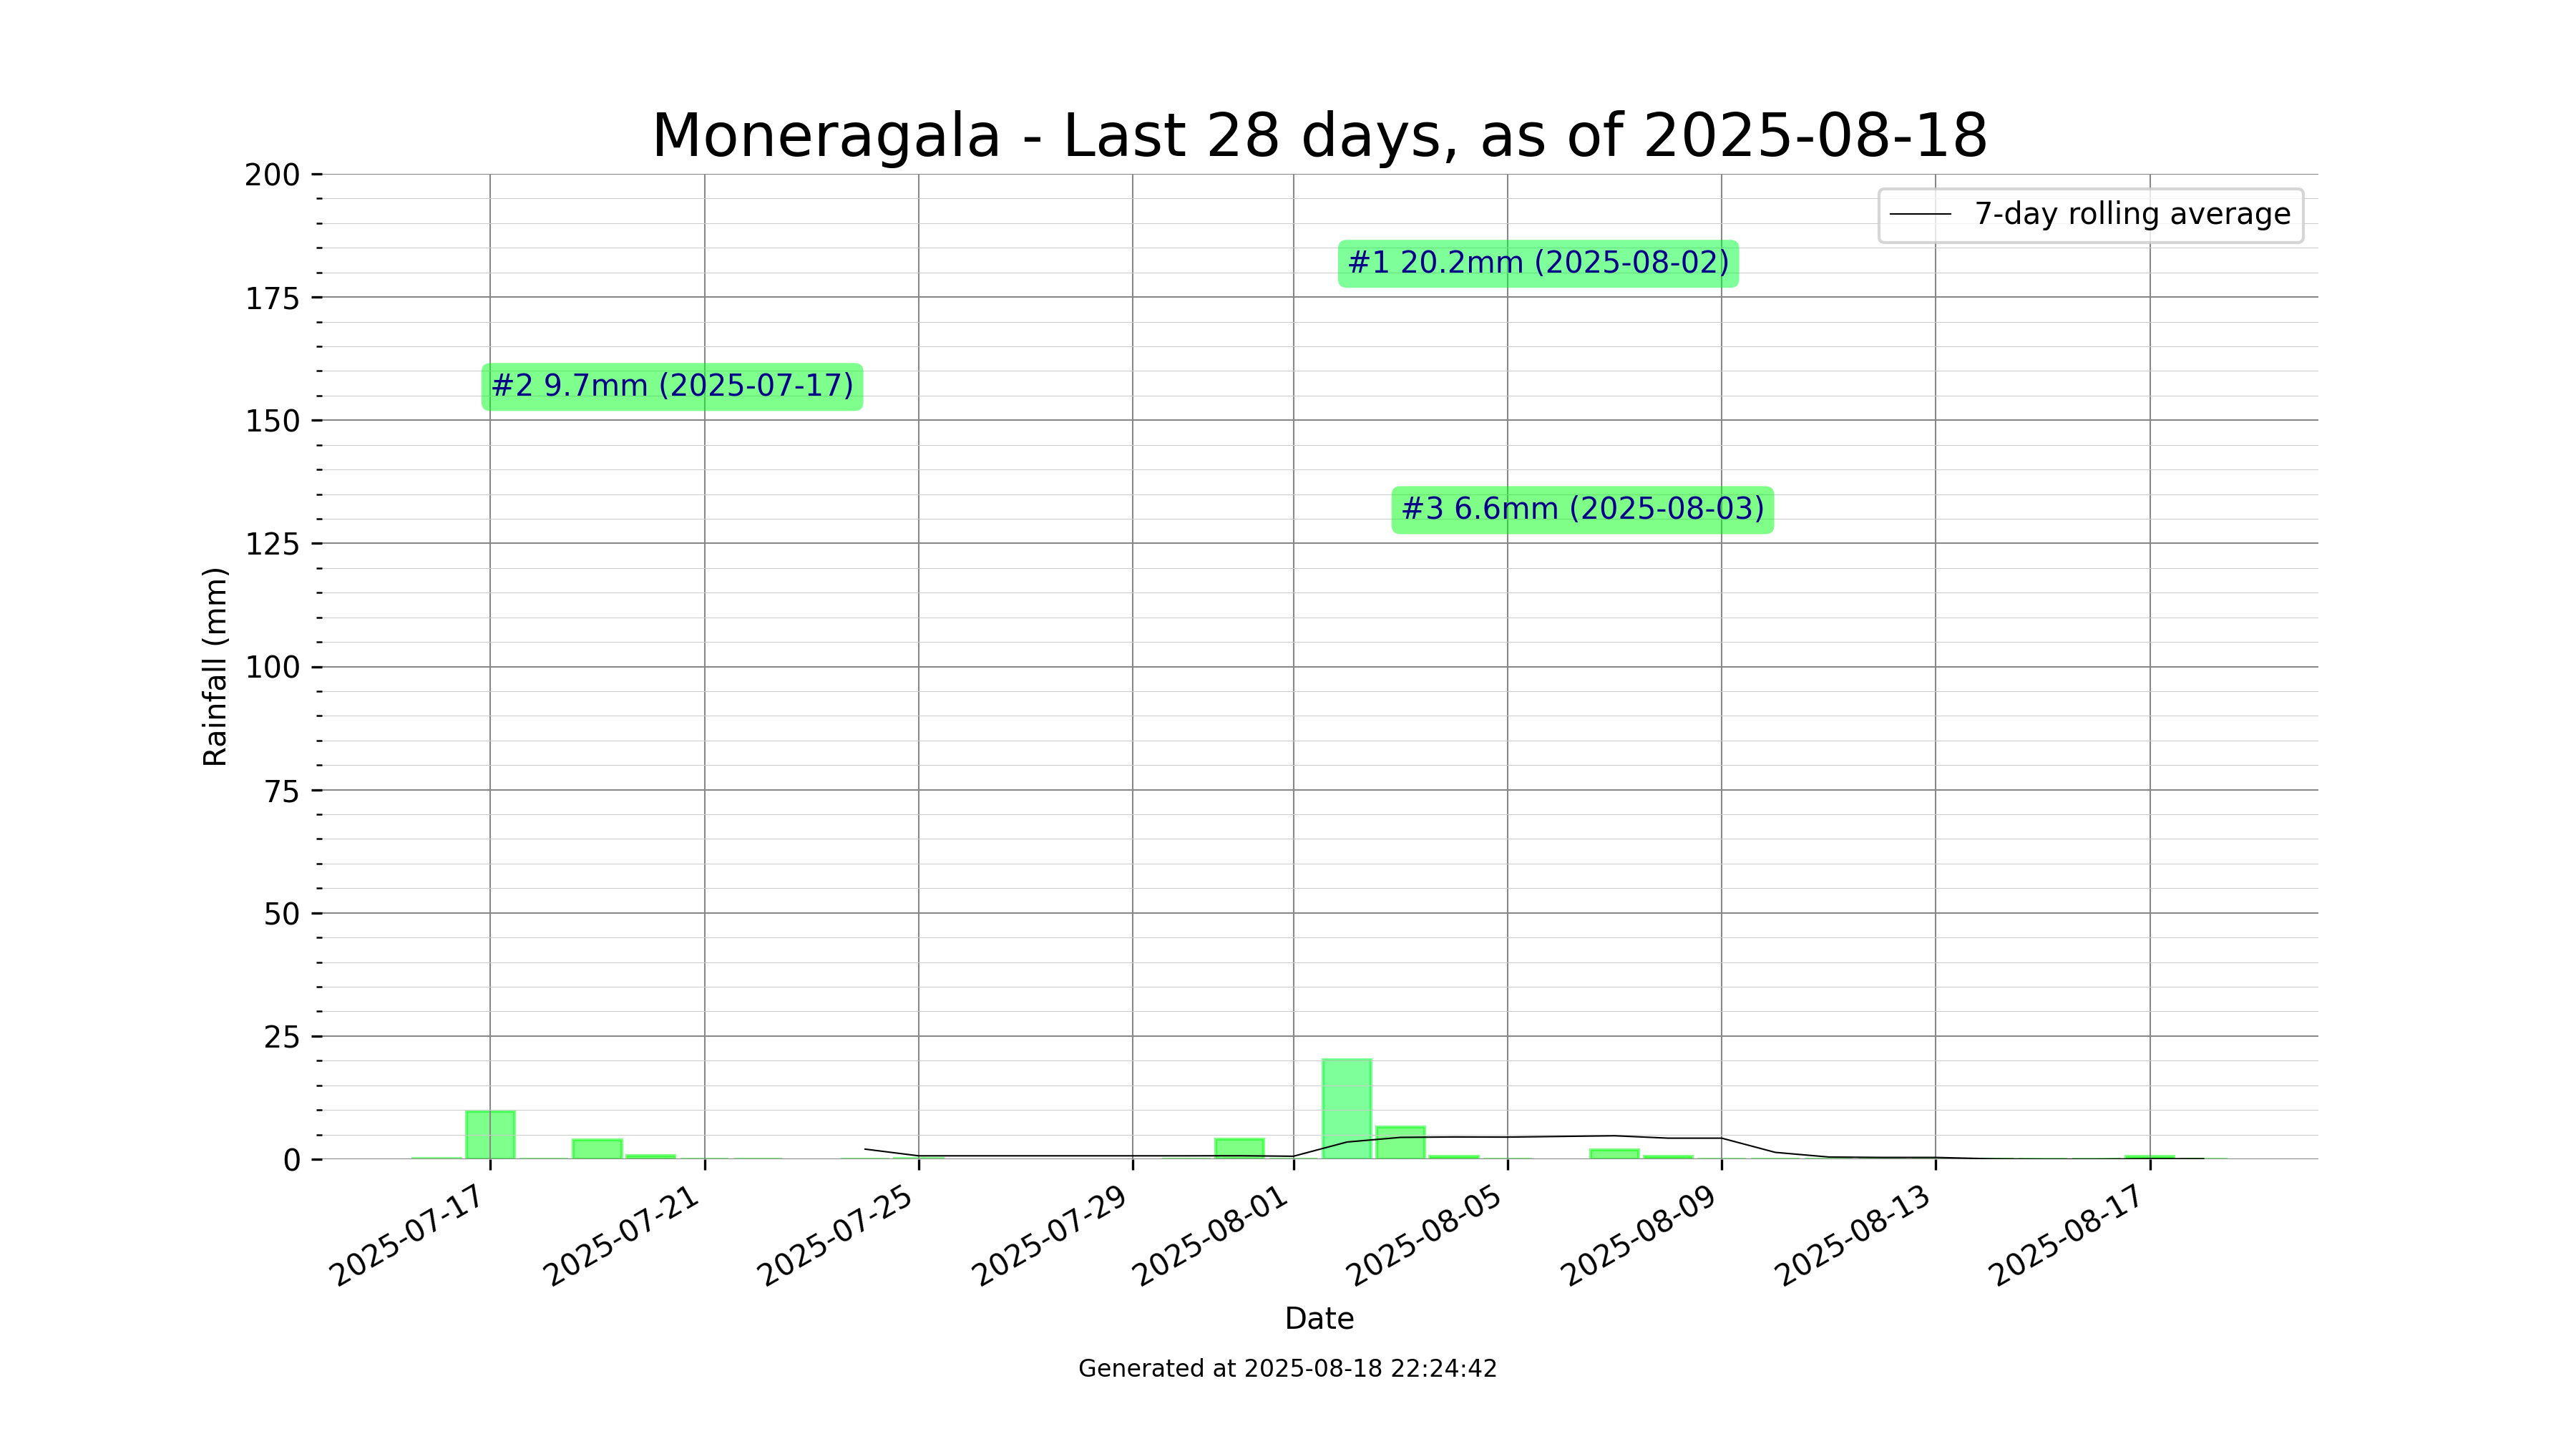 Moneragala - Last 28 days, as of 2025-08-18
7-day rolling average
#1 20.2mm (2025-08-02)
#2 9.7mm (2025-07-17)
#3 6.6mm (2025-08-03)
Rainfall (mm)
200
175
150
125
100
75
50
25
0
2025-07-17
2025-07-21
2025-07-25
2025-07-29
2025-08-01
2025-08-05
2025-08-09
2025-08-13
2025-08-17
Date
Generated at 2025-08-18 22:24:42